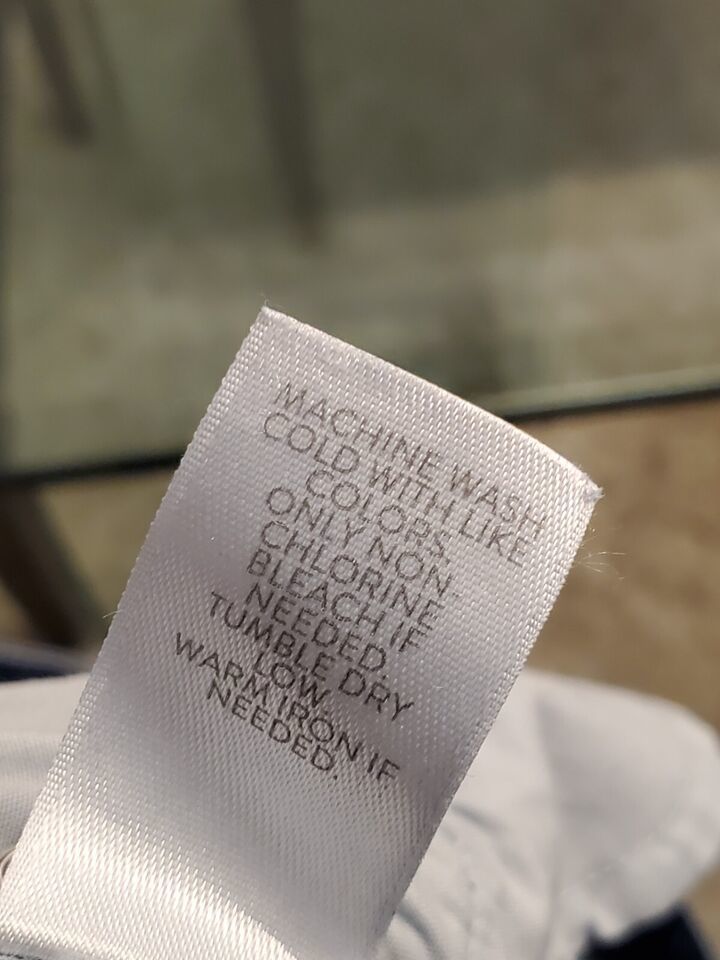 MACHINE WASH
COLD WITH LIKE
COLORS.
ONLY NON-
CHLORINE
BLEACH IF
NEEDED.
TUMBLE DRY
LOW.
WARM IRON IF
NEEDED.